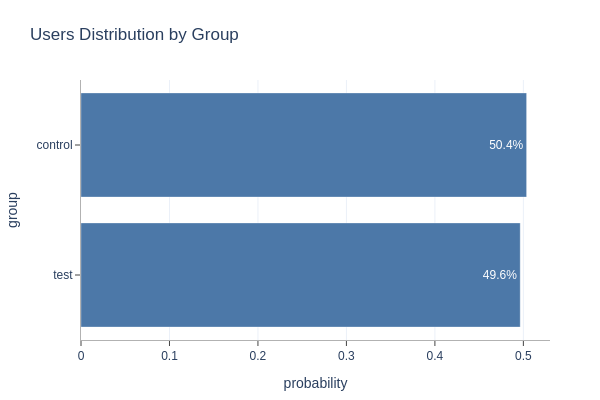 Users Distribution by Group
group
control
50.4%
test
49.6%
0 0.1 0.2 0.3 0.4 0.5
probability